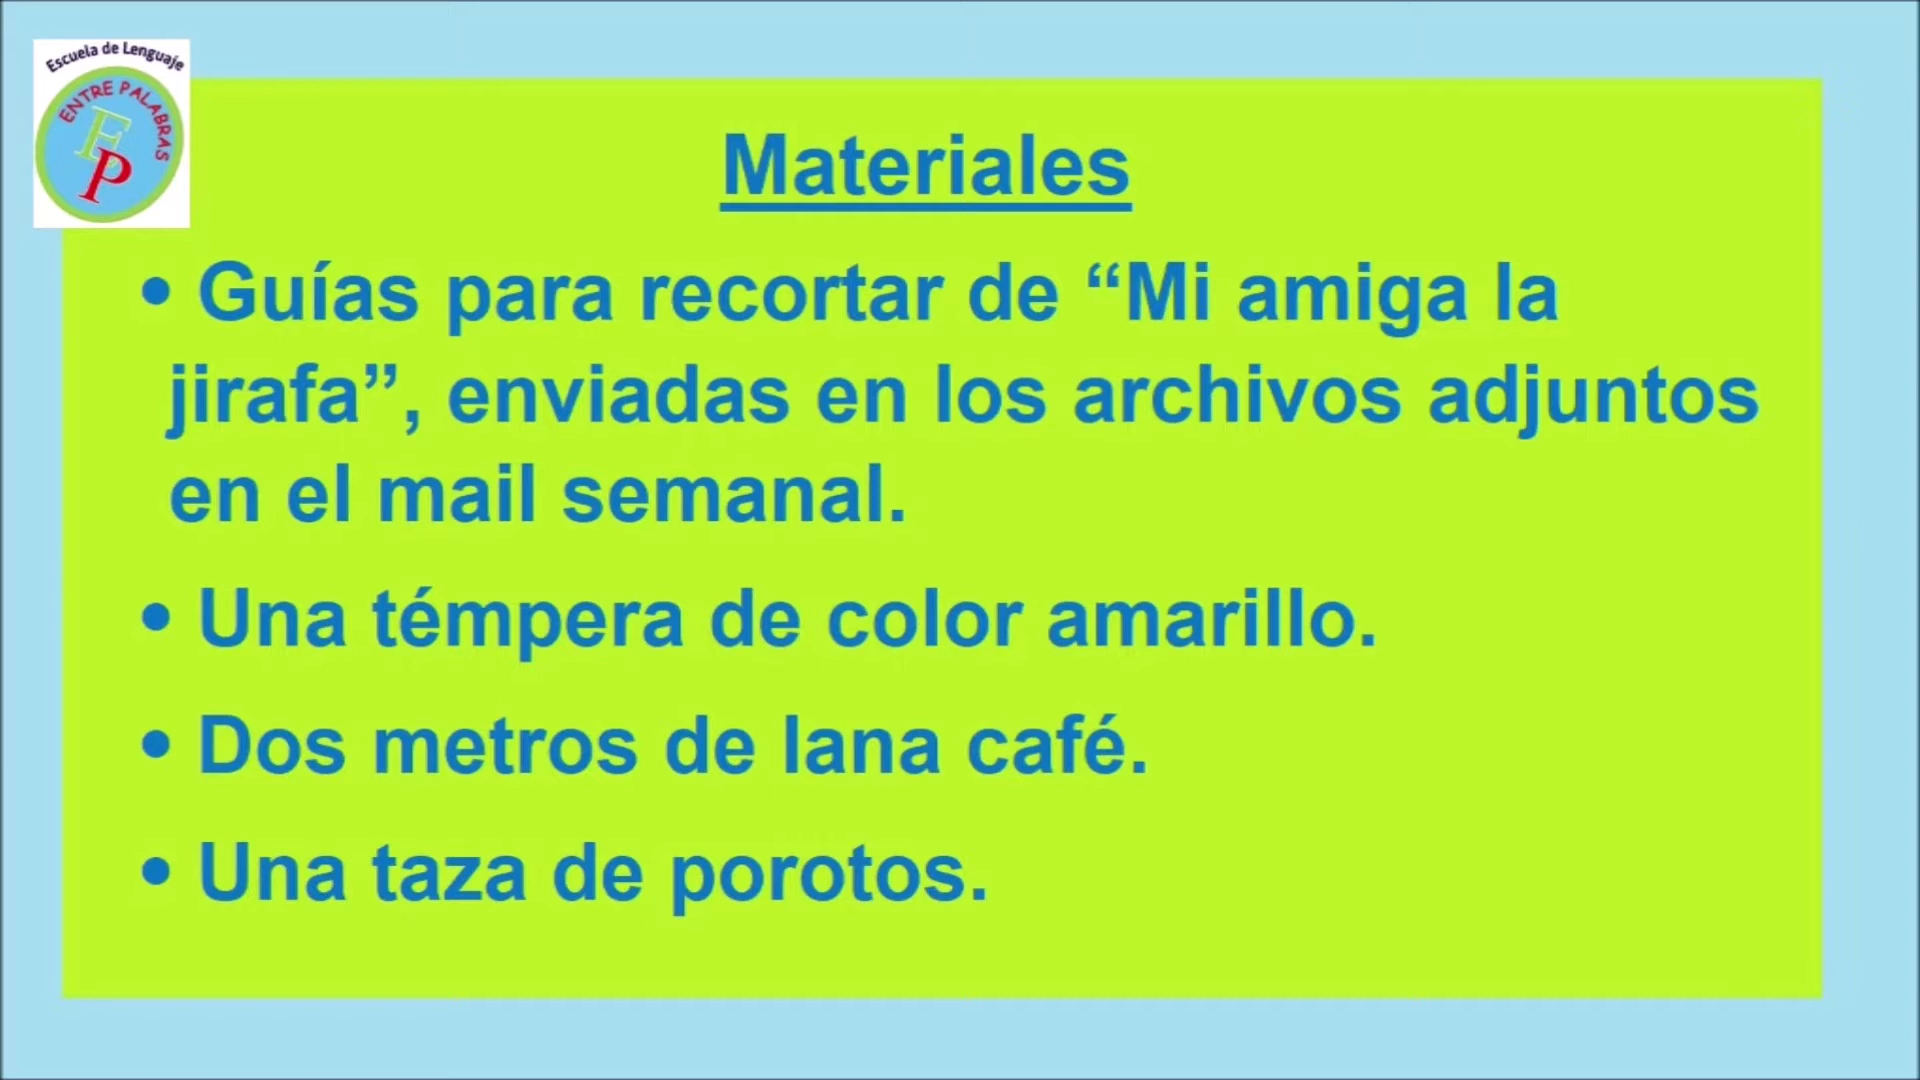 Escuela de Lenguaje
ENTRE PALABRAS
EP
Materiales
• Guías para recortar de “Mi amiga la
jirafa”, enviadas en los archivos adjuntos
en el mail semanal.
• Una témpera de color amarillo.
• Dos metros de lana café.
• Una taza de porotos.